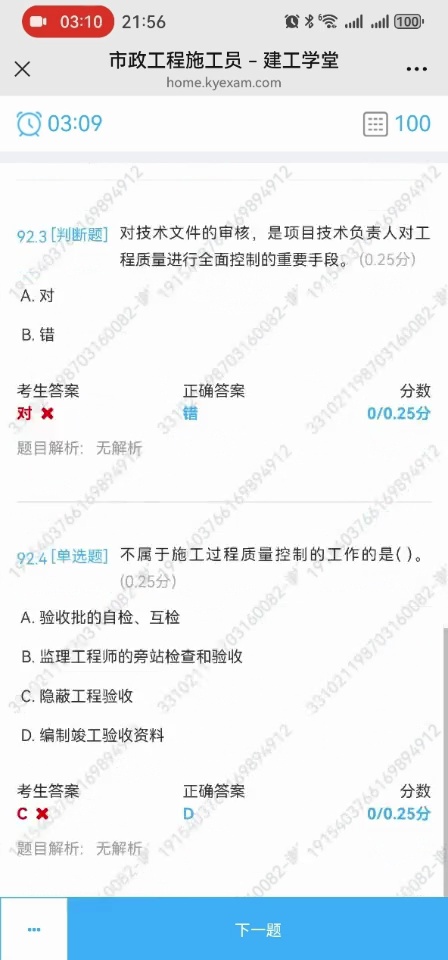 03:10 21:56 100
市政工程施工员 – 建工学堂
home.kyexam.com
03:09 100
92.3 [判断题] 对技术文件的审核，是项目技术负责人对工
程质量进行全面控制的重要手段。 (0.25分)
A. 对
B. 错
考生答案 正确答案 分数
对 ✖ 错 0/0.25分
题目解析: 无解析
92.4 [单选题] 不属于施工过程质量控制的工作的是( )。
(0.25分)
A. 验收批的自检、互检
B. 监理工程师的旁站检查和验收
C. 隐蔽工程验收
D. 编制竣工验收资料
考生答案 正确答案 分数
C ✖ D 0/0.25分
题目解析: 无解析
下一题